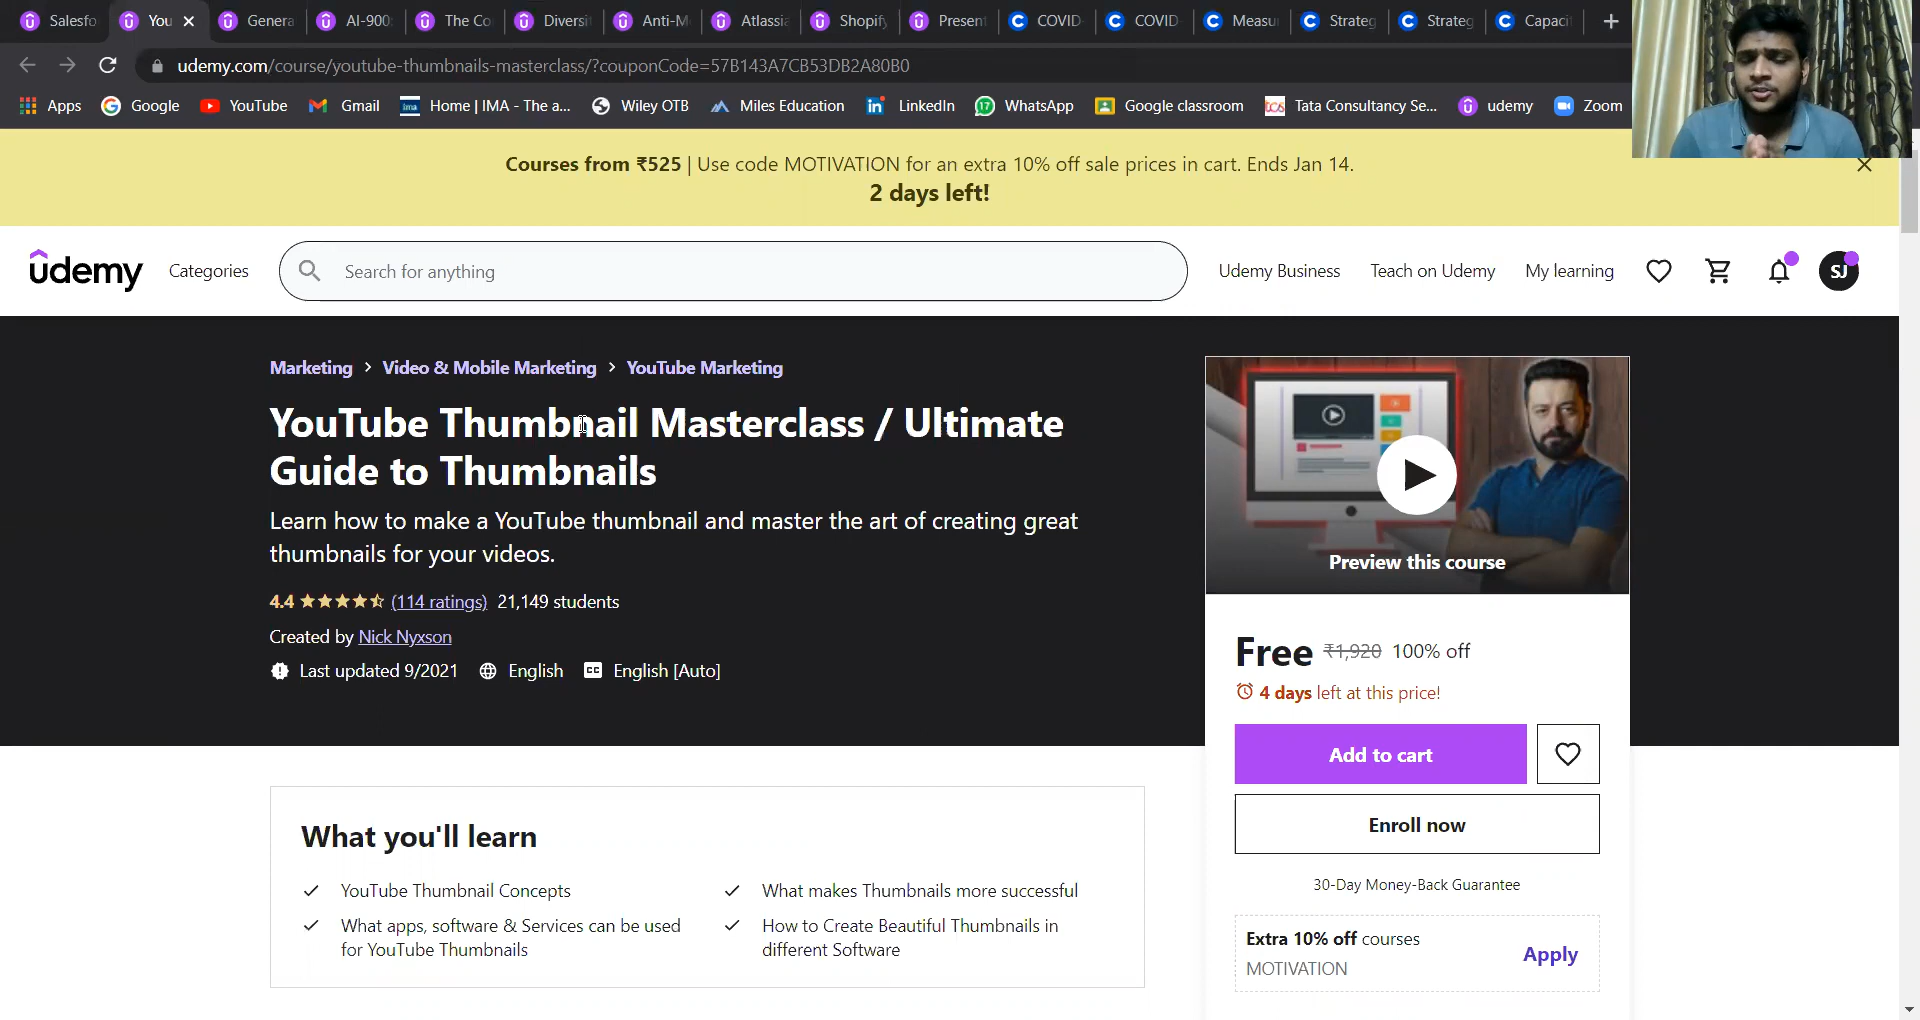 Salesfo
You
Genera
AI-900:
The Co
Diversi
Anti-M
Atlassia
Shopify
Present
COVID-
COVID-
Measu
Strateg
Strateg
Capaci
udemy.com/course/youtube-thumbnails-masterclass/?couponCode=57B143A7CB53DB2A80B0
Apps
Google
YouTube
Gmail
ima
Home | IMA - The a...
Wiley OTB
Miles Education
in
LinkedIn
17
WhatsApp
Google classroom
tcs
Tata Consultancy Se...
udemy
Zoom
Courses from ₹525 | Use code MOTIVATION for an extra 10% off sale prices in cart. Ends Jan 14.
2 days left!
udemy
Categories
Search for anything
Udemy Business
Teach on Udemy
My learning
SJ
Marketing > Video & Mobile Marketing > YouTube Marketing
YouTube Thumbnail Masterclass / Ultimate
Guide to Thumbnails
Learn how to make a YouTube thumbnail and master the art of creating great
thumbnails for your videos.
4.4 (114 ratings) 21,149 students
Created by Nick Nyxson
Last updated 9/2021
English
CC English [Auto]
Preview this course
Free ₹1,920 100% off
4 days left at this price!
Add to cart
Enroll now
30-Day Money-Back Guarantee
Extra 10% off courses
MOTIVATION
Apply
What you'll learn
YouTube Thumbnail Concepts
What apps, software & Services can be used
for YouTube Thumbnails
What makes Thumbnails more successful
How to Create Beautiful Thumbnails in
different Software